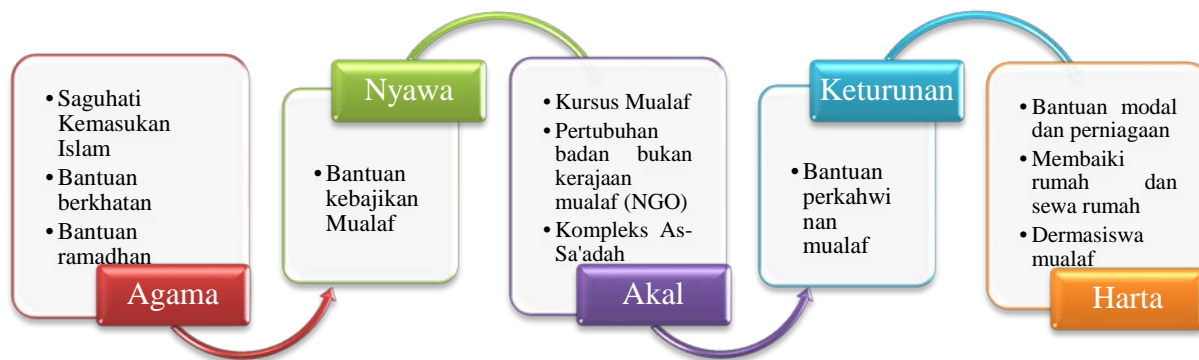 • Saguhati
Kemasukan
Islam
• Bantuan
berkhatan
• Bantuan
ramadhan
Agama
Nyawa
• Bantuan
kebajikan
Mualaf
• Kursus Mualaf
• Pertubuhan
badan bukan
kerajaan
mualaf (NGO)
• Kompleks As-
Sa'adah
Akal
Keturunan
• Bantuan
perkahwi
nan
mualaf
• Bantuan modal
dan perniagaan
• Membaiki
rumah dan
sewa rumah
• Dermasiswa
mualaf
Harta